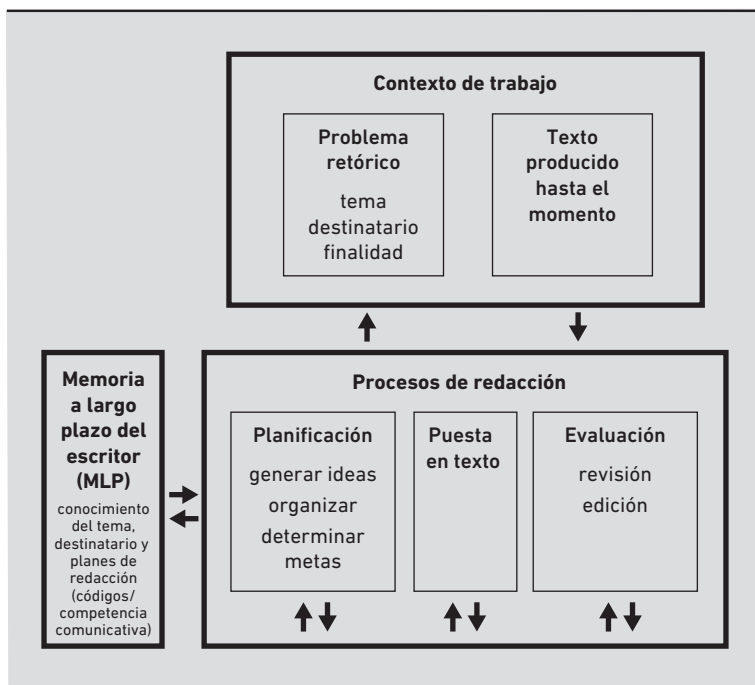 Contexto de trabajo
Problema
retórico
tema
destinatario
finalidad
Texto
producido
hasta el
momento
Memoria
a largo
plazo del
escritor
(MLP)
conocimiento
del tema,
destinatario y
planes de
redacción
(códigos/
competencia
comunicativa)
Procesos de redacción
Planificación
generar ideas
organizar
determinar
metas
Puesta
en texto
Evaluación
revisión
edición